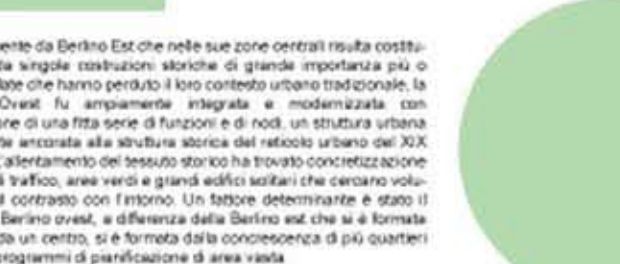 ente da Berlino Est che nelle sue zone centrali risulta costitu-
ta singole costruzioni storiche di grande importanza più o
late che hanno perduto il loro contesto urbano tradizionale, la
Ovest fu ampiamente integrata e modernizzata con
one di una fitta serie di funzioni e di nodi, un struttura urbana
te ancorata alla struttura storica del reticolo urbano del XIX
'allentamento del tessuto storico ha trovato concretizzazione
di traffico, aree verdi e grandi edifici solitari che cercano volu-
il contrasto con l'intorno. Un fattore determinante è stato il
Berlino ovest, a differenza della Berlino est che si è formata
da un centro, si è formata dalla concrescenza di più quartieri
programmi di pianificazione di area vasta